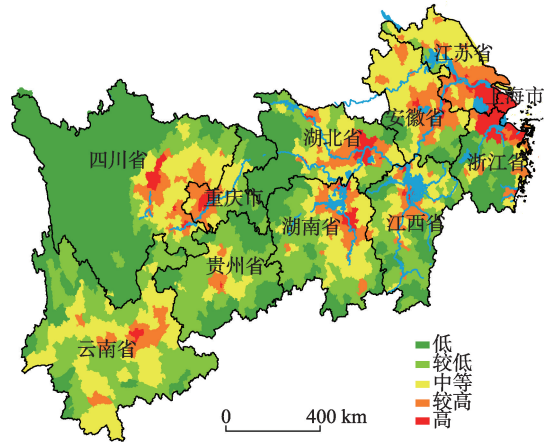 江苏省
上海市
安徽省
湖北省
浙江省
四川省
重庆市
湖南省
江西省
贵州省
云南省
低
较低
中等
较高
高
0 400 km